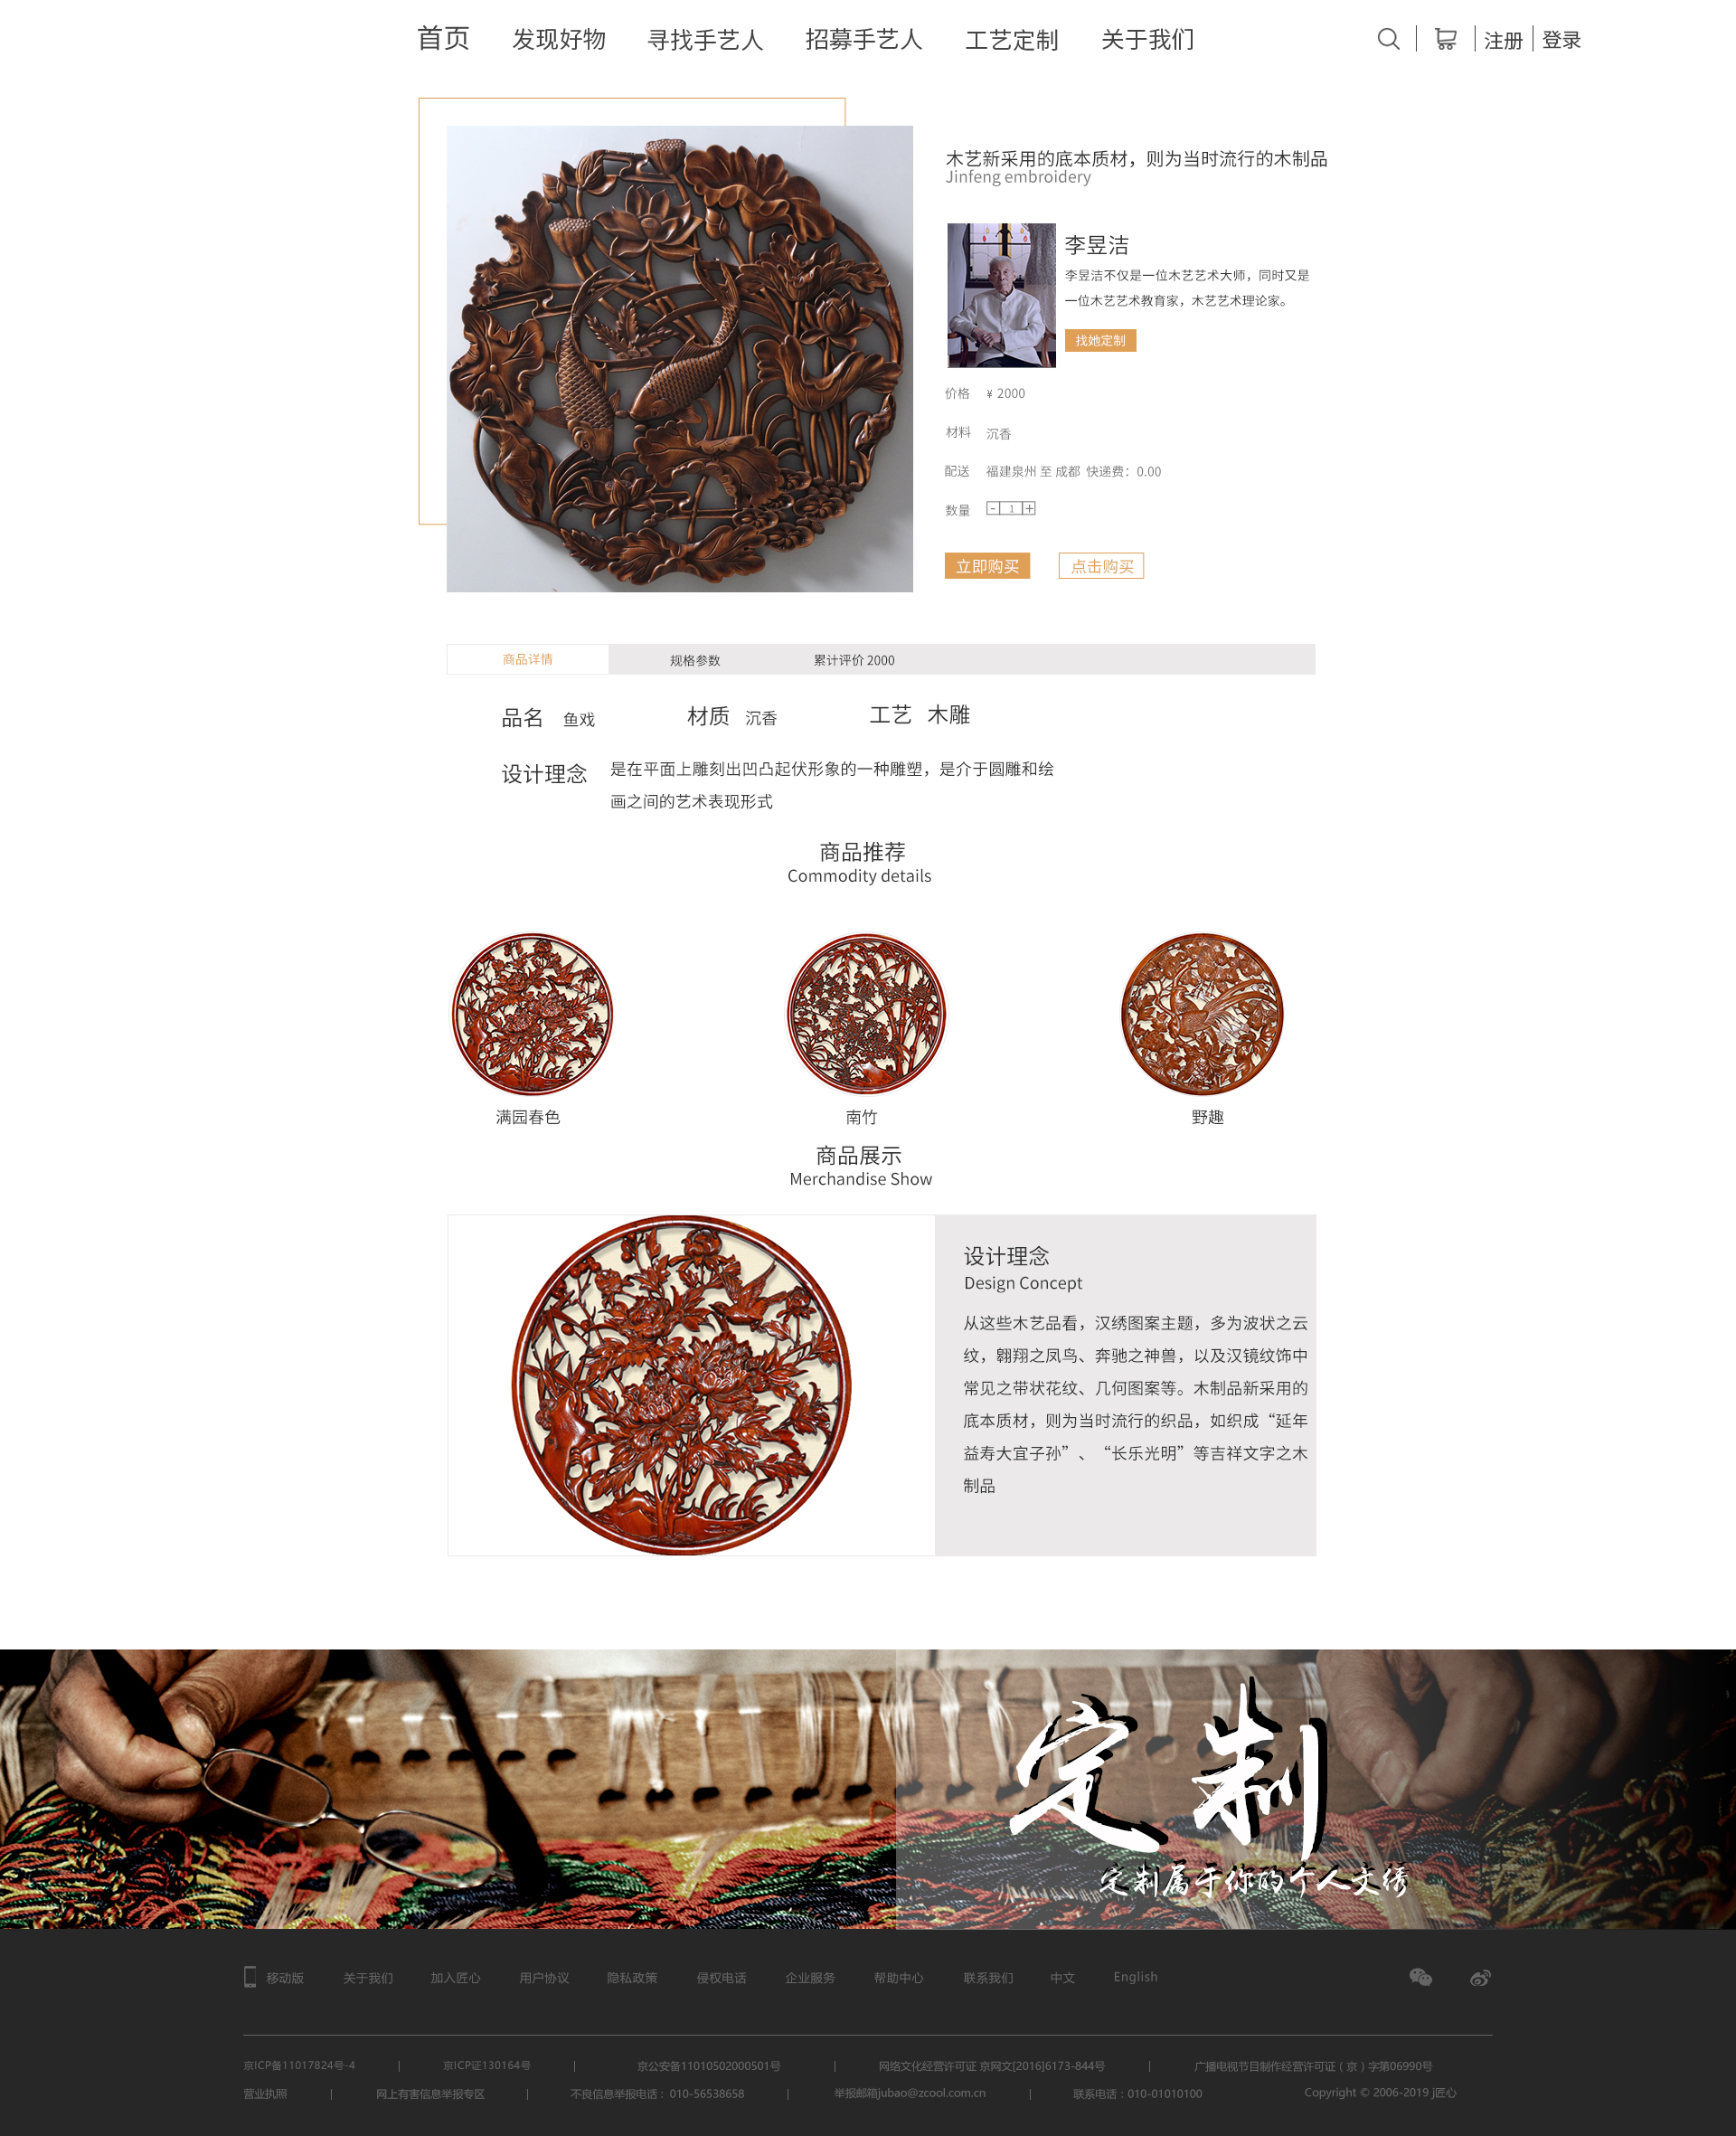 首页 发现好物 寻找手艺人 招募手艺人 工艺定制 关于我们 注册 登录
木艺新采用的底本质材，则为当时流行的木制品
Jinfeng embroidery
李昱洁
李昱洁不仅是一位木艺艺术大师，同时又是
一位木艺艺术教育家，木艺艺术理论家。
找她定制
价格 ¥ 2000
材料 沉香
配送 福建泉州 至 成都 快递费：0.00
数量 - 1 +
立即购买 点击购买
商品详情 规格参数 累计评价 2000
品名 鱼戏 材质 沉香 工艺 木雕
设计理念 是在平面上雕刻出凹凸起伏形象的一种雕塑，是介于圆雕和绘
画之间的艺术表现形式
商品推荐
Commodity details
满园春色 南竹 野趣
商品展示
Merchandise Show
设计理念
Design Concept
从这些木艺品看，汉绣图案主题，多为波状之云
纹，翱翔之凤鸟、奔驰之神兽，以及汉镜纹饰中
常见之带状花纹、几何图案等。木制品新采用的
底本质材，则为当时流行的织品，如织成“延年
益寿大宜子孙”、“长乐光明”等吉祥文字之木
制品
定制
定制属于你的个人文绣
移动版 关于我们 加入匠心 用户协议 隐私政策 侵权电话 企业服务 帮助中心 联系我们 中文 English
京ICP备11017824号-4 | 京ICP证130164号 | 京公安备11010502000501号 | 网络文化经营许可证 京网文[2016]6173-844号 | 广播电视节目制作经营许可证（京）字第06990号
营业执照 | 网上有害信息举报专区 | 不良信息举报电话：010-56538658 | 举报邮箱jubao@zcool.com.cn | 联系电话：010-01010100 Copyright © 2006-2019 j匠心